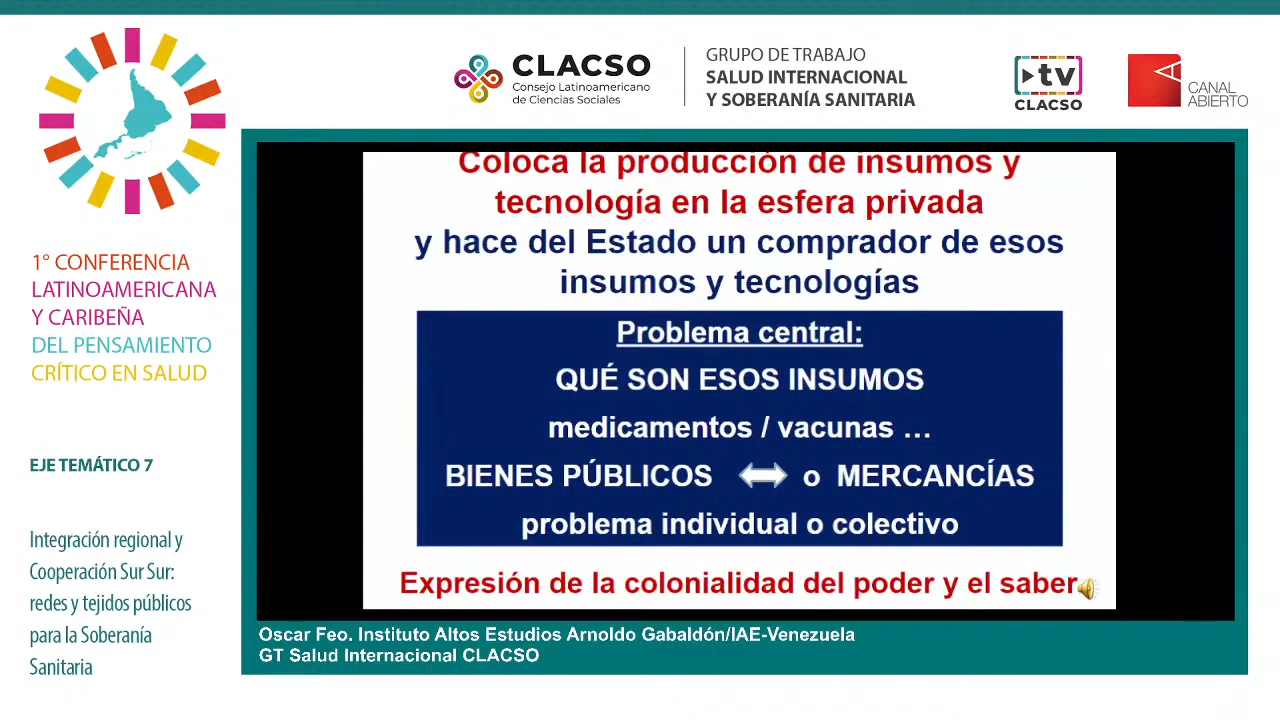 CLACSO
Consejo Latinoamericano
de Ciencias Sociales
GRUPO DE TRABAJO
SALUD INTERNACIONAL
Y SOBERANÍA SANITARIA
tv
CLACSO
A
CANAL
ABIERTO
1° CONFERENCIA
LATINOAMERICANA
Y CARIBEÑA
DEL PENSAMIENTO
CRÍTICO EN SALUD
EJE TEMÁTICO 7
Integración regional y
Cooperación Sur Sur:
redes y tejidos públicos
para la Soberanía
Sanitaria
Coloca la producción de insumos y
tecnología en la esfera privada
y hace del Estado un comprador de esos
insumos y tecnologías
Problema central:
QUÉ SON ESOS INSUMOS
medicamentos / vacunas ...
BIENES PÚBLICOS o MERCANCÍAS
problema individual o colectivo
Expresión de la colonialidad del poder y el saber
Oscar Feo. Instituto Altos Estudios Arnoldo Gabaldón/IAE-Venezuela
GT Salud Internacional CLACSO